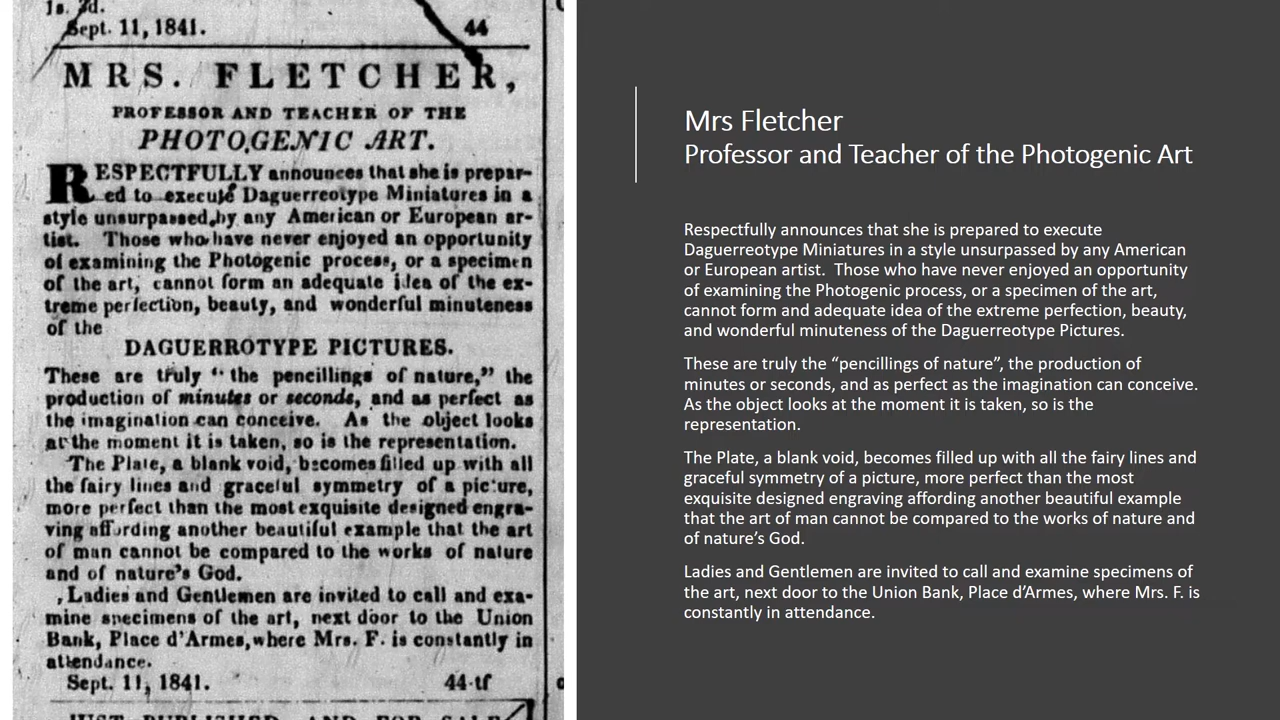 1s. 3d.
Sept. 11, 1841. 44
MRS. FLETCHER,
PROFESSOR AND TEACHER OF THE
PHOTOGENIC ART.
RESPECTFULLY announces that she is prepar-
ed to execute Daguerreotype Miniatures in a
style unsurpassed by any American or European ar-
tist. Those who have never enjoyed an opportunity
of examining the Photogenic process, or a specimen
of the art, cannot form an adequate idea of the ex-
treme perfection, beauty, and wonderful minuteness
of the
DAGUERROTYPE PICTURES.
These are truly "the pencillings of nature," the
production of minutes or seconds, and as perfect as
the imagination can conceive. As the object looks
at the moment it is taken, so is the representation.
The Plate, a blank void, becomes filled up with all
the fairy lines and graceful symmetry of a picture,
more perfect than the most exquisite designed engra-
ving affording another beautiful example that the art
of man cannot be compared to the works of nature
and of nature's God.
Ladies and Gentlemen are invited to call and exa-
mine specimens of the art, next door to the Union
Bank, Place d'Armes, where Mrs. F. is constantly in
attendance.
Sept. 11, 1841. 44-tf
JUST PUBLISHED AND FOR SALE
Mrs Fletcher
Professor and Teacher of the Photogenic Art
Respectfully announces that she is prepared to execute
Daguerreotype Miniatures in a style unsurpassed by any American
or European artist. Those who have never enjoyed an opportunity
of examining the Photogenic process, or a specimen of the art,
cannot form and adequate idea of the extreme perfection, beauty,
and wonderful minuteness of the Daguerreotype Pictures.
These are truly the “pencillings of nature”, the production of
minutes or seconds, and as perfect as the imagination can conceive.
As the object looks at the moment it is taken, so is the
representation.
The Plate, a blank void, becomes filled up with all the fairy lines and
graceful symmetry of a picture, more perfect than the most
exquisite designed engraving affording another beautiful example
that the art of man cannot be compared to the works of nature and
of nature’s God.
Ladies and Gentlemen are invited to call and examine specimens of
the art, next door to the Union Bank, Place d’Armes, where Mrs. F. is
constantly in attendance.